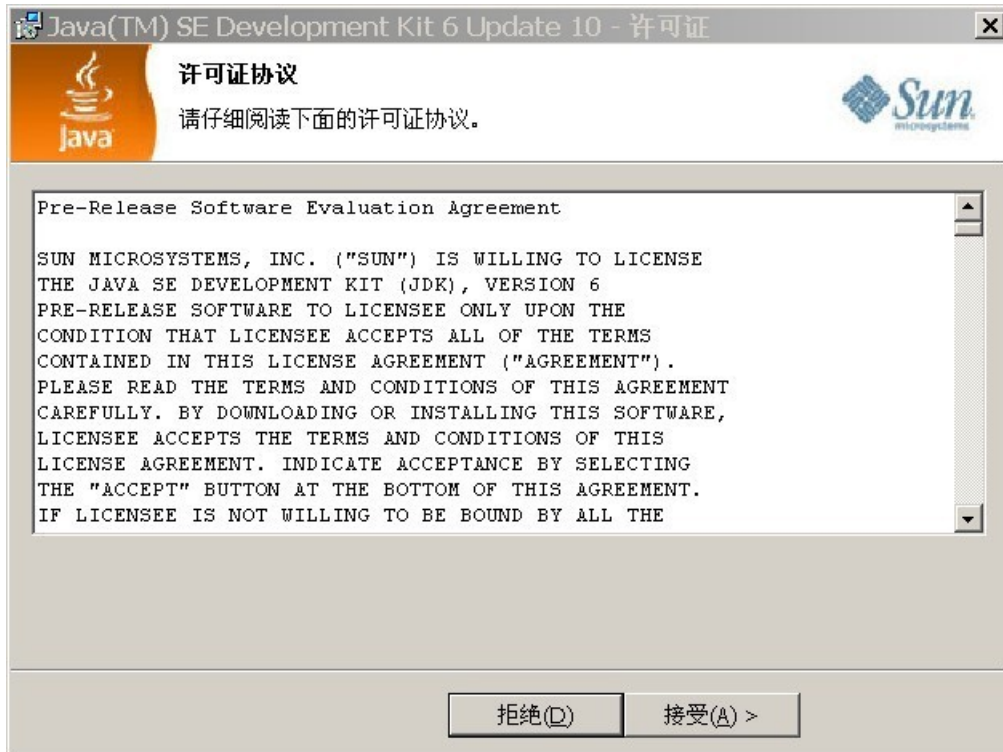 Java(TM) SE Development Kit 6 Update 10 - 许可证
许可证协议
请仔细阅读下面的许可证协议。
Java
Sun
microsystems
Pre-Release Software Evaluation Agreement
SUN MICROSYSTEMS, INC. ("SUN") IS WILLING TO LICENSE
THE JAVA SE DEVELOPMENT KIT (JDK), VERSION 6
PRE-RELEASE SOFTWARE TO LICENSEE ONLY UPON THE
CONDITION THAT LICENSEE ACCEPTS ALL OF THE TERMS
CONTAINED IN THIS LICENSE AGREEMENT ("AGREEMENT").
PLEASE READ THE TERMS AND CONDITIONS OF THIS AGREEMENT
CAREFULLY. BY DOWNLOADING OR INSTALLING THIS SOFTWARE,
LICENSEE ACCEPTS THE TERMS AND CONDITIONS OF THIS
LICENSE AGREEMENT. INDICATE ACCEPTANCE BY SELECTING
THE "ACCEPT" BUTTON AT THE BOTTOM OF THIS AGREEMENT.
IF LICENSEE IS NOT WILLING TO BE BOUND BY ALL THE
拒绝(D)
接受(A) >